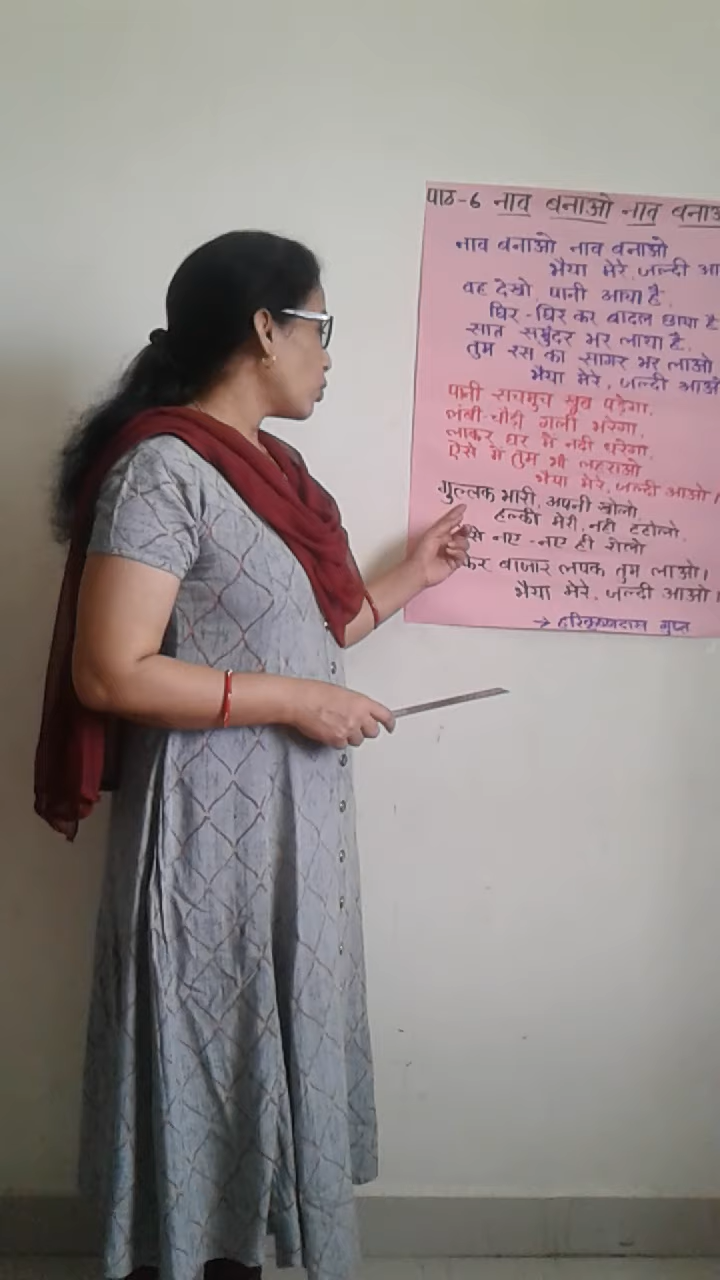 पाठ-6 नाव बनाओ नाव बनाओ
नाव बनाओ नाव बनाओ
भैया मेरे, जल्दी आ
वह देखो, पानी आया है,
घिर-घिर कर बादल छाया है
सात समुंदर भर लाया है,
तुम रस का सागर भर लाओ
भैया मेरे, जल्दी आओ
पानी सचमुच खूब पड़ेगा,
लंबी-चौड़ी गली भरेगा,
लाकर घर में नदी धरेगा,
ऐसे में तुम भी लहराओ
भैया मेरे, जल्दी आओ।
गुल्लक भारी, अपनी खोलो,
हल्की मेरी, नही टटोलो,
नए-नए ही
बाजार लपक तुम लाओ।
भैया मेरे, जल्दी आओ।
→ हरिकृष्णदास गुप्त